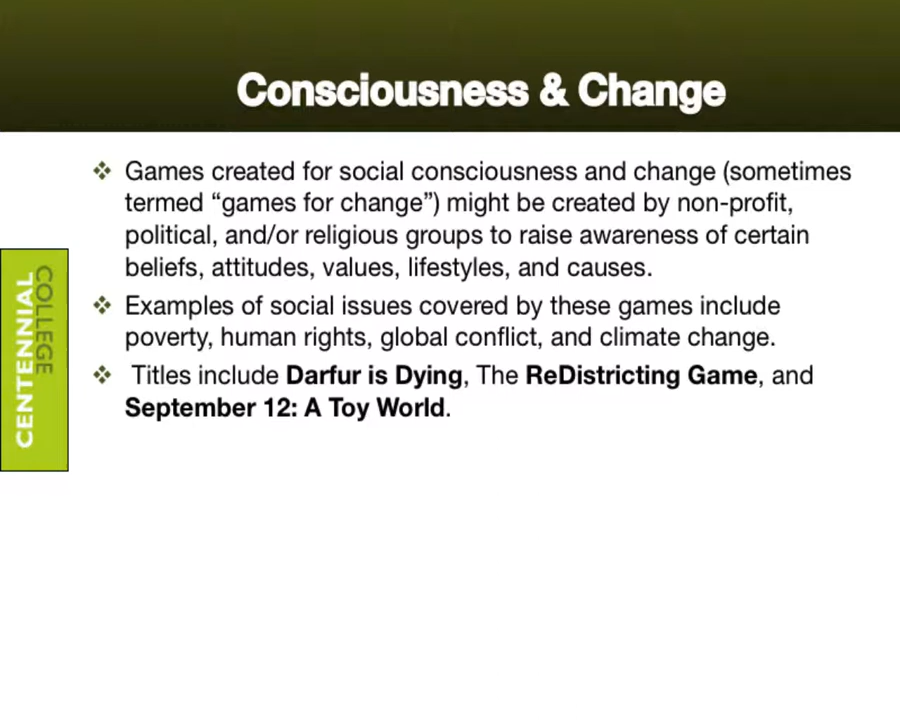 Consciousness & Change
❖ Games created for social consciousness and change (sometimes
termed “games for change”) might be created by non-profit,
political, and/or religious groups to raise awareness of certain
beliefs, attitudes, values, lifestyles, and causes.
❖ Examples of social issues covered by these games include
poverty, human rights, global conflict, and climate change.
❖ Titles include Darfur is Dying, The ReDistricting Game, and
September 12: A Toy World.
CENTENNIAL
COLLEGE